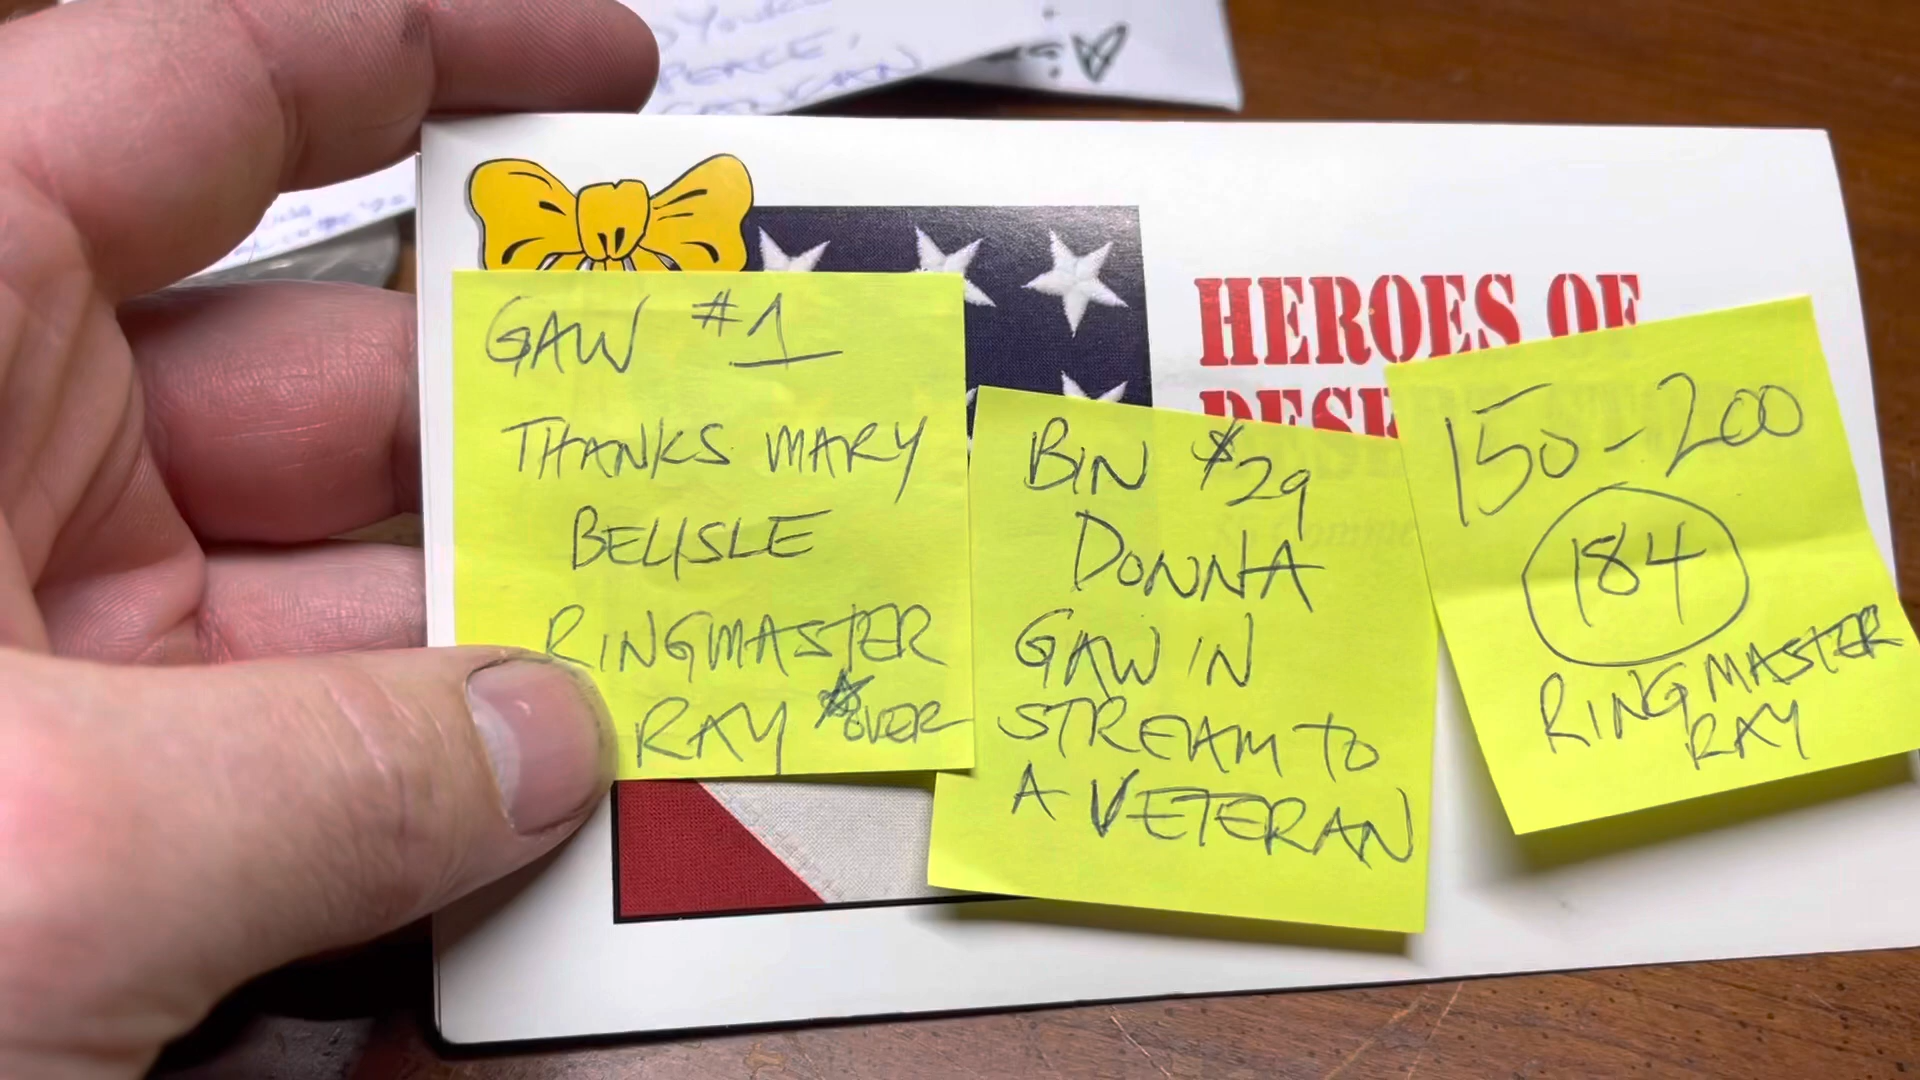 PEACE,
HEROES OF
GAW #1
THANKS MARY
BELISLE
RINGMASTER
RAY OVER
BIN $29
DONNA
GAW IN
STREAM TO
A VETERAN
150-200
184
RINGMASTER
RAY